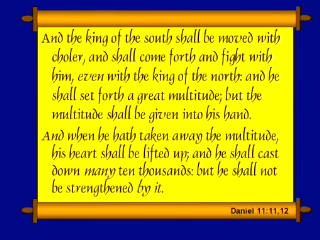 And the king of the south shall be moved with
choler, and shall come forth and fight with
him, even with the king of the north: and he
shall set forth a great multitude; but the
multitude shall be given into his hand.
And when he hath taken away the multitude,
his heart shall be lifted up; and he shall cast
down many ten thousands: but he shall not
be strengthened by it.
Daniel 11:11,12